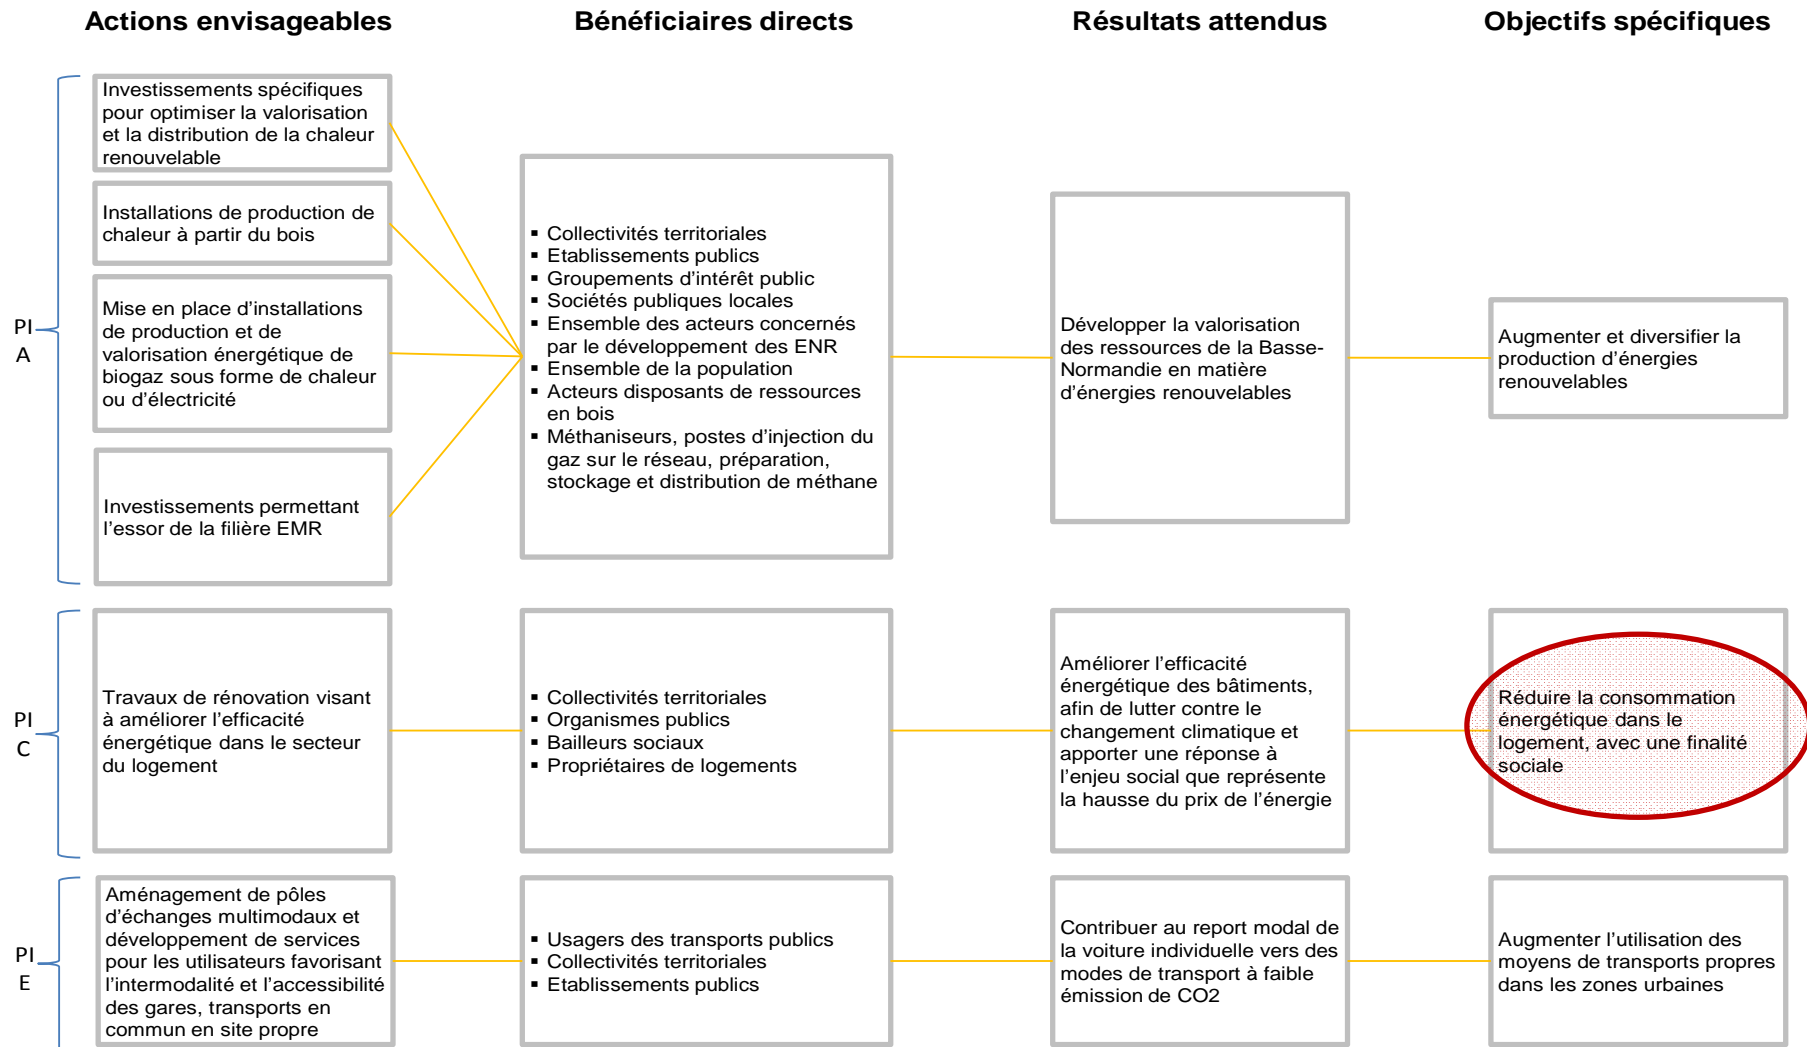 Actions envisageables
Bénéficiaires directs
Résultats attendus
Objectifs spécifiques
PI
A
Investissements spécifiques
pour optimiser la valorisation
et la distribution de la chaleur
renouvelable
Installations de production de
chaleur à partir du bois
Mise en place d’installations
de production et de
valorisation énergétique de
biogaz sous forme de chaleur
ou d’électricité
Investissements permettant
l’essor de la filière EMR
▪ Collectivités territoriales
▪ Etablissements publics
▪ Groupements d’intérêt public
▪ Sociétés publiques locales
▪ Ensemble des acteurs concernés
par le développement des ENR
▪ Ensemble de la population
▪ Acteurs disposants de ressources
en bois
▪ Méthaniseurs, postes d’injection du
gaz sur le réseau, préparation,
stockage et distribution de méthane
Développer la valorisation
des ressources de la Basse-
Normandie en matière
d’énergies renouvelables
Augmenter et diversifier la
production d’énergies
renouvelables
PI
C
Travaux de rénovation visant
à améliorer l’efficacité
énergétique dans le secteur
du logement
▪ Collectivités territoriales
▪ Organismes publics
▪ Bailleurs sociaux
▪ Propriétaires de logements
Améliorer l’efficacité
énergétique des bâtiments,
afin de lutter contre le
changement climatique et
apporter une réponse à
l’enjeu social que représente
la hausse du prix de l’énergie
Réduire la consommation
énergétique dans le
logement, avec une finalité
sociale
PI
E
Aménagement de pôles
d’échanges multimodaux et
développement de services
pour les utilisateurs favorisant
l’intermodalité et l’accessibilité
des gares, transports en
commun en site propre
▪ Usagers des transports publics
▪ Collectivités territoriales
▪ Etablissements publics
Contribuer au report modal de
la voiture individuelle vers des
modes de transport à faible
émission de CO2
Augmenter l’utilisation des
moyens de transports propres
dans les zones urbaines